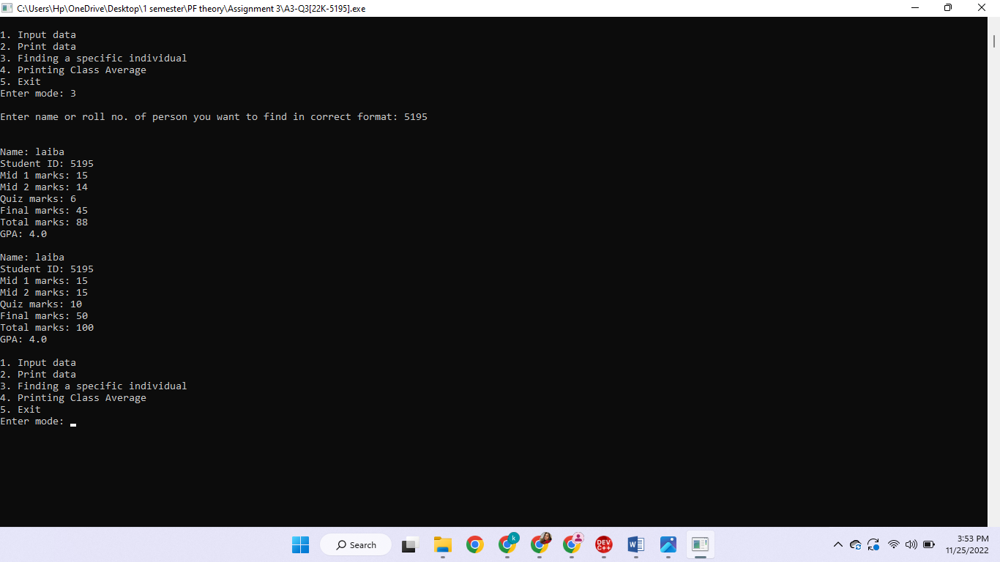 C:\Users\Hp\OneDrive\Desktop\1 semester\PF theory\Assignment 3\A3-Q3[22K-5195].exe
1. Input data
2. Print data
3. Finding a specific individual
4. Printing Class Average
5. Exit
Enter mode: 3
Enter name or roll no. of person you want to find in correct format: 5195
Name: laiba
Student ID: 5195
Mid 1 marks: 15
Mid 2 marks: 14
Quiz marks: 6
Final marks: 45
Total marks: 88
GPA: 4.0
Name: laiba
Student ID: 5195
Mid 1 marks: 15
Mid 2 marks: 15
Quiz marks: 10
Final marks: 50
Total marks: 100
GPA: 4.0
1. Input data
2. Print data
3. Finding a specific individual
4. Printing Class Average
5. Exit
Enter mode:
Search
k
DEV
C++
W
3:53 PM
11/25/2022